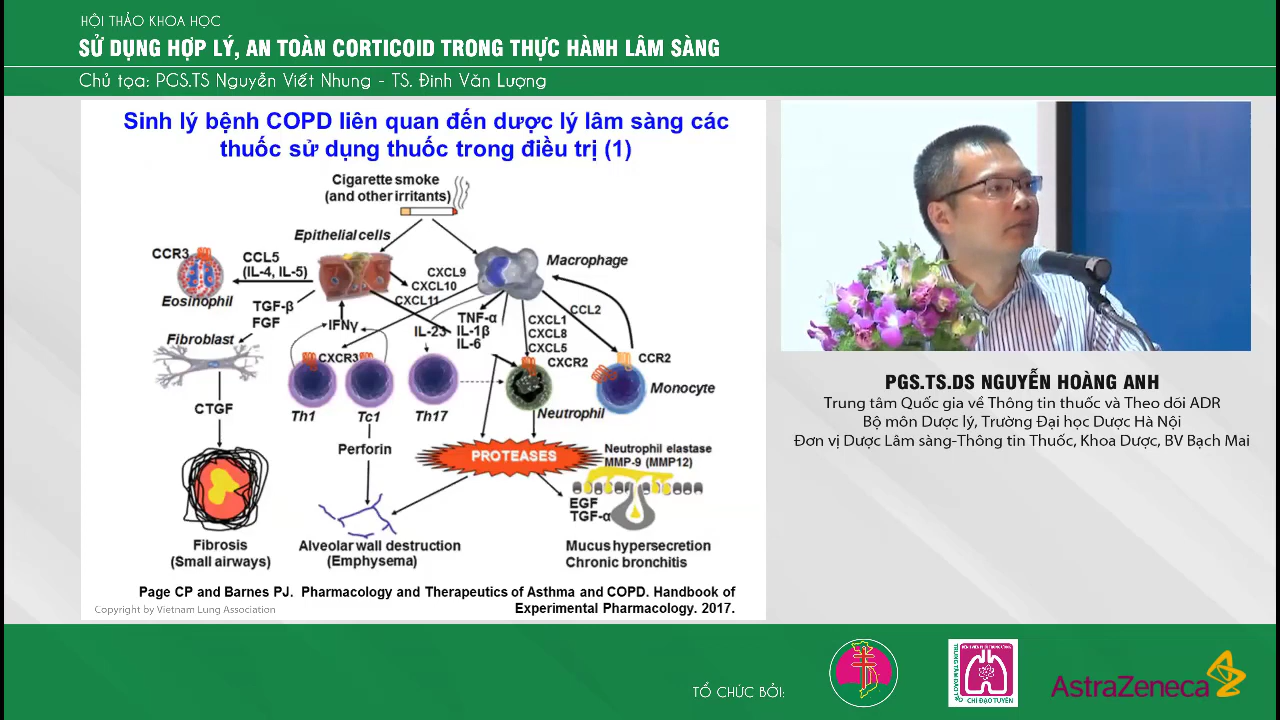 HỘI THẢO KHOA HỌC
SỬ DỤNG HỢP LÝ, AN TOÀN CORTICOID TRONG THỰC HÀNH LÂM SÀNG
Chủ tọa: PGS.TS Nguyễn Viết Nhung - TS. Đinh Văn Lượng
Sinh lý bệnh COPD liên quan đến dược lý lâm sàng các
thuốc sử dụng thuốc trong điều trị (1)
Cigarette smoke
(and other irritants)
Epithelial cells
CCR3
CCL5
(IL-4, IL-5)
Eosinophil
CXCL9
CXCL10
CXCL11
Macrophage
TGF-β
FGF
IFNγ
IL-23
TNF-α
IL-1β
IL-6
CXCL1
CXCL8
CXCL5
CXCR2
CCL2
CCR2
Fibroblast
CXCR3
Th1
Tc1
Th17
Neutrophil
Monocyte
CTGF
Perforin
PROTEASES
Neutrophil elastase
MMP-9 (MMP12)
EGF
TGF-α
Fibrosis
(Small airways)
Alveolar wall destruction
(Emphysema)
Mucus hypersecretion
Chronic bronchitis
Page CP and Barnes PJ. Pharmacology and Therapeutics of Asthma and COPD. Handbook of
Experimental Pharmacology. 2017.
Copyright by Vietnam Lung Association
PGS.TS.DS NGUYỄN HOÀNG ANH
Trung tâm Quốc gia về Thông tin thuốc và Theo dõi ADR
Bộ môn Dược lý, Trường Đại học Dược Hà Nội
Đơn vị Dược Lâm sàng-Thông tin Thuốc, Khoa Dược, BV Bạch Mai
TỔ CHỨC BỞI:
BỆNH VIỆN PHỔI TRUNG ƯƠNG
TRUNG TÂM ĐÀO TẠO
CHỈ ĐẠO TUYẾN
AstraZeneca